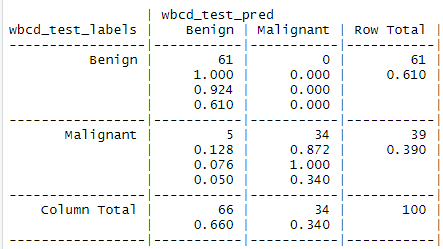 | wbcd_test_pred
wbcd_test_labels | Benign | Malignant | Row Total |
-----------------|-----------|-----------|-----------|
Benign | 61 | 0 | 61 |
| 1.000 | 0.000 | 0.610 |
| 0.924 | 0.000 | |
| 0.610 | 0.000 | |
-----------------|-----------|-----------|-----------|
Malignant | 5 | 34 | 39 |
| 0.128 | 0.872 | 0.390 |
| 0.076 | 1.000 | |
| 0.050 | 0.340 | |
-----------------|-----------|-----------|-----------|
Column Total | 66 | 34 | 100 |
| 0.660 | 0.340 | |
-----------------|-----------|-----------|-----------|